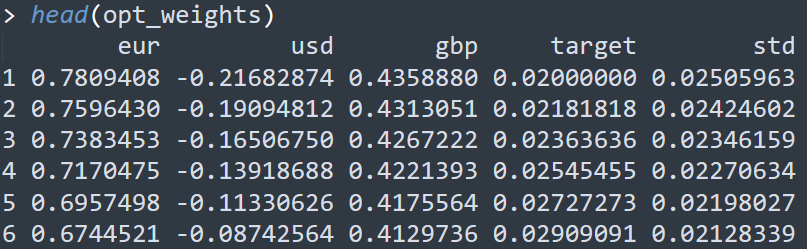 > head(opt_weights)
eur usd gbp target std
1 0.7809408 -0.21682874 0.4358880 0.02000000 0.02505963
2 0.7596430 -0.19094812 0.4313051 0.02181818 0.02424602
3 0.7383453 -0.16506750 0.4267222 0.02363636 0.02346159
4 0.7170475 -0.13918688 0.4221393 0.02545455 0.02270634
5 0.6957498 -0.11330626 0.4175564 0.02727273 0.02198027
6 0.6744521 -0.08742564 0.4129736 0.02909091 0.02128339